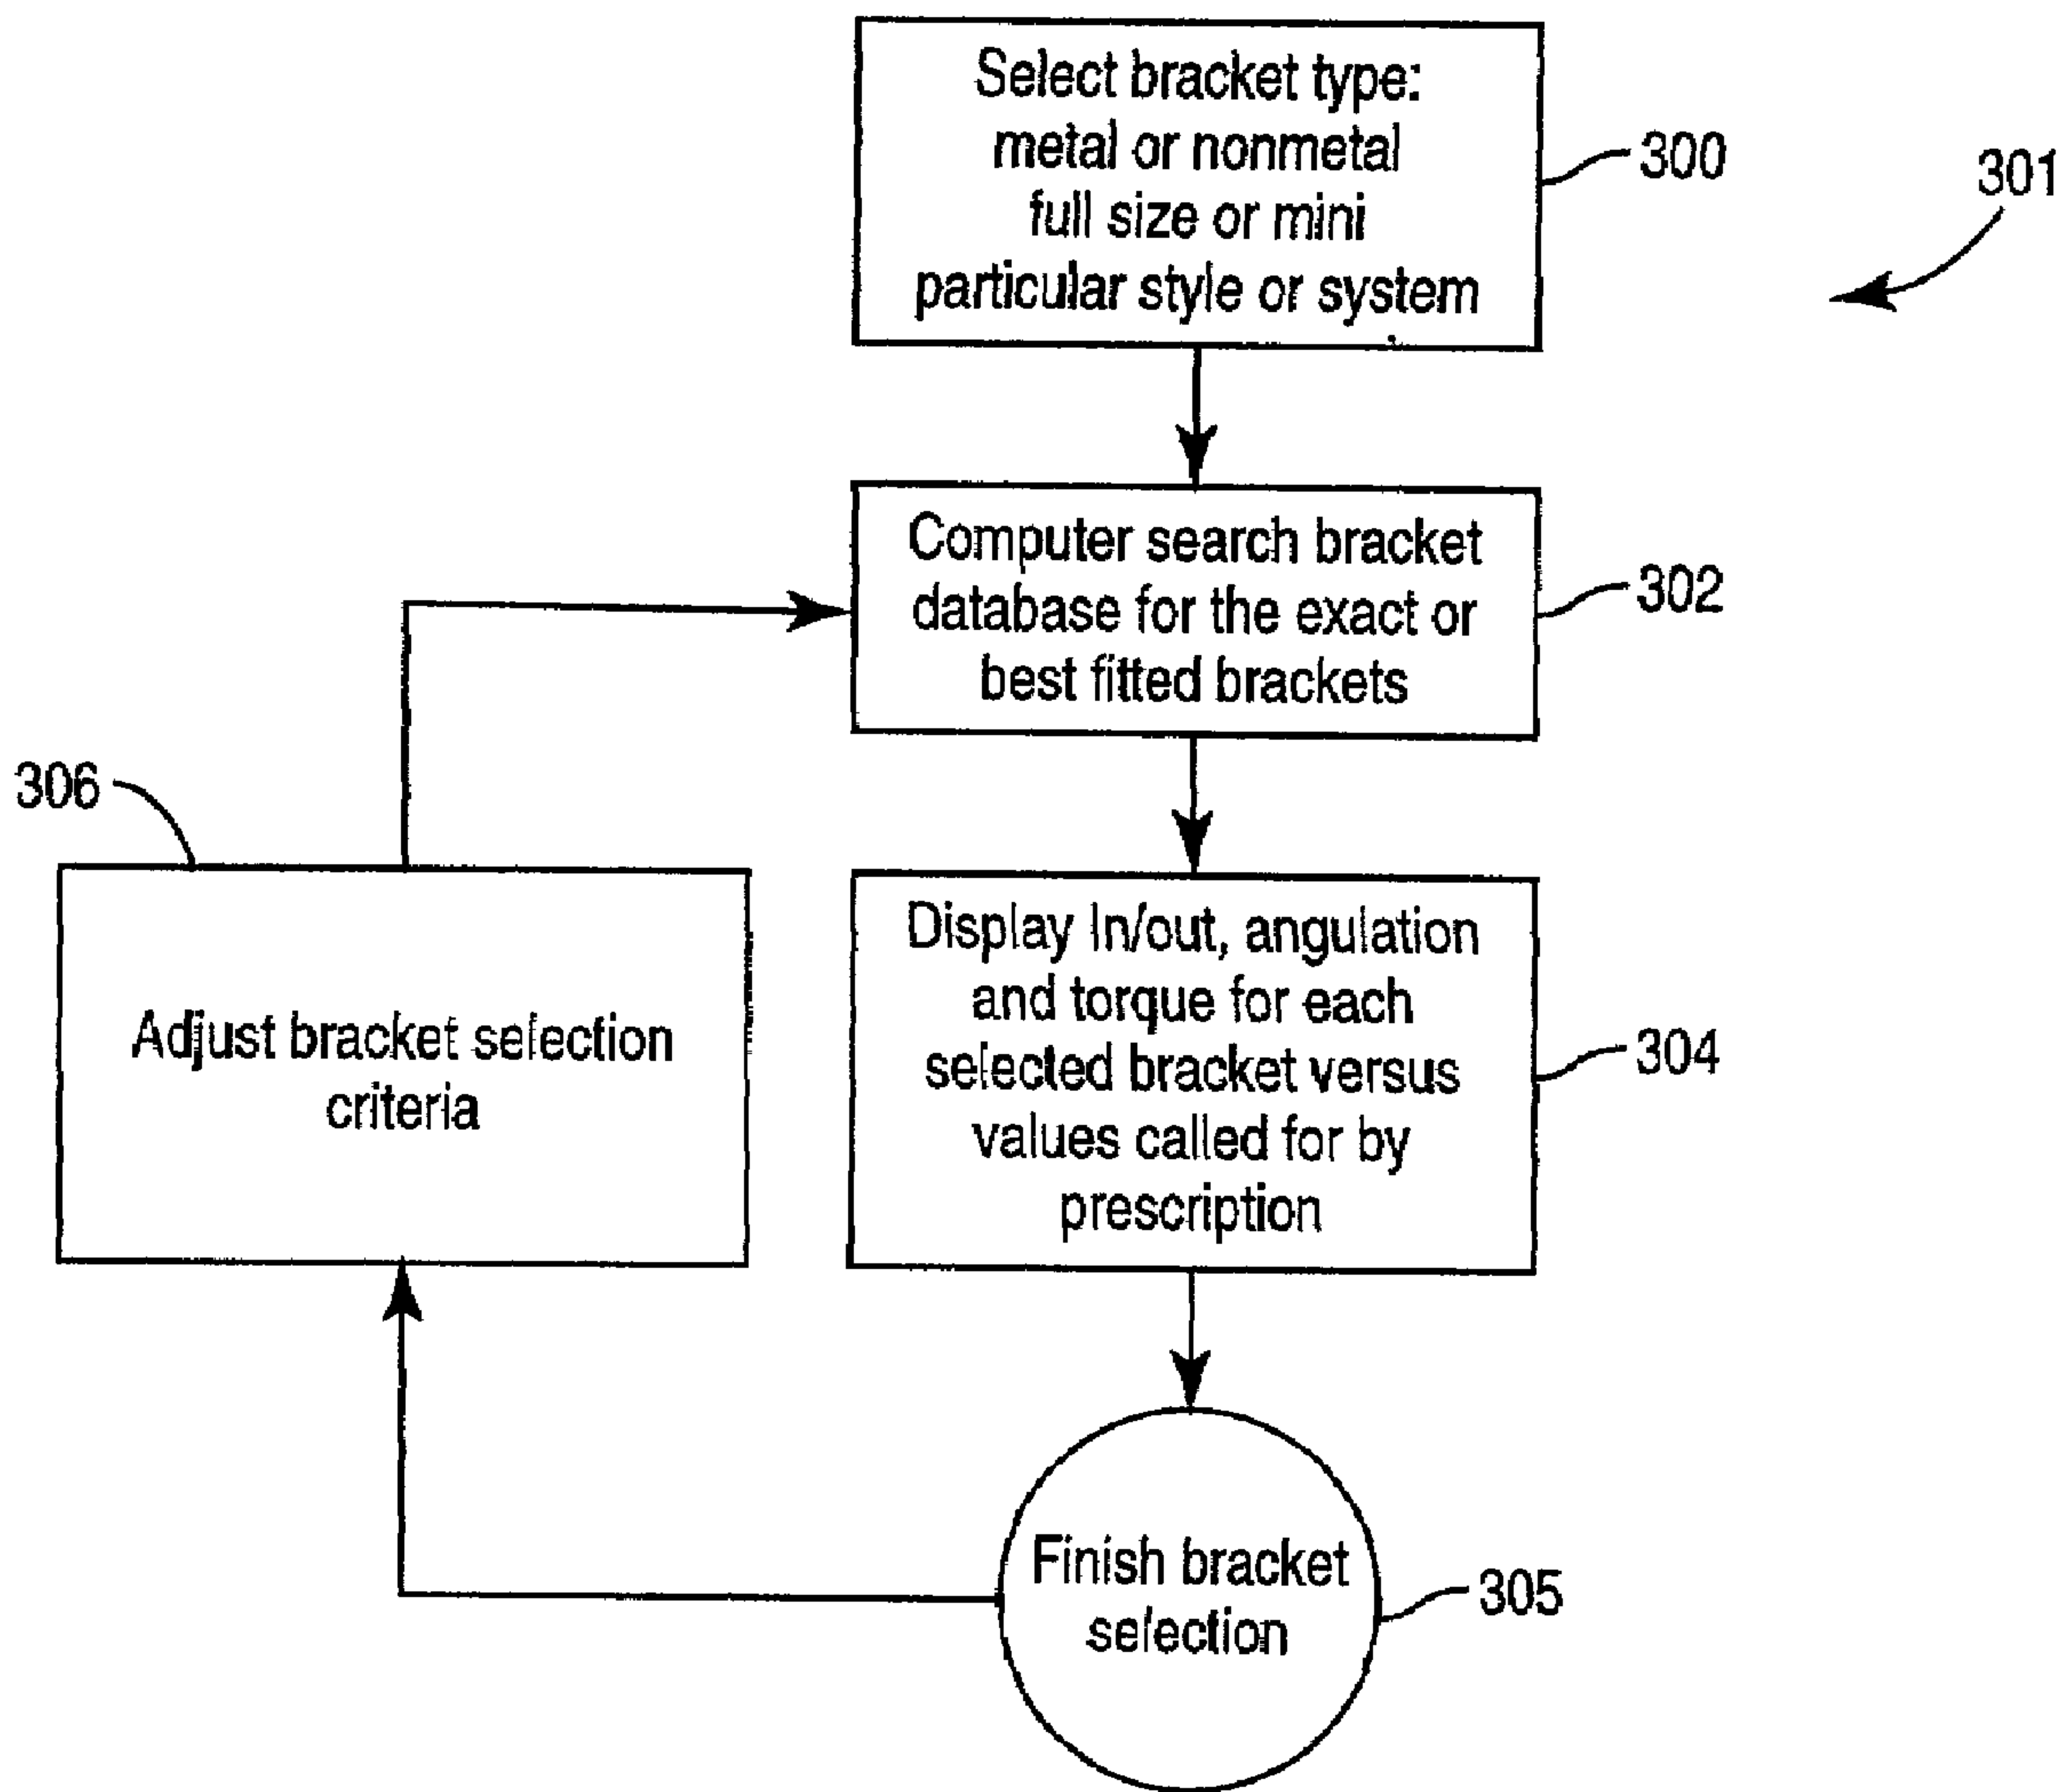 Select bracket type:
metal or nonmetal
full size or mini
particular style or system
300
301
Computer search bracket
database for the exact or
best fitted brackets
302
306
Adjust bracket selection
criteria
Display In/out, angulation
and torque for each
selected bracket versus
values called for by
prescription
304
Finish bracket
selection
305